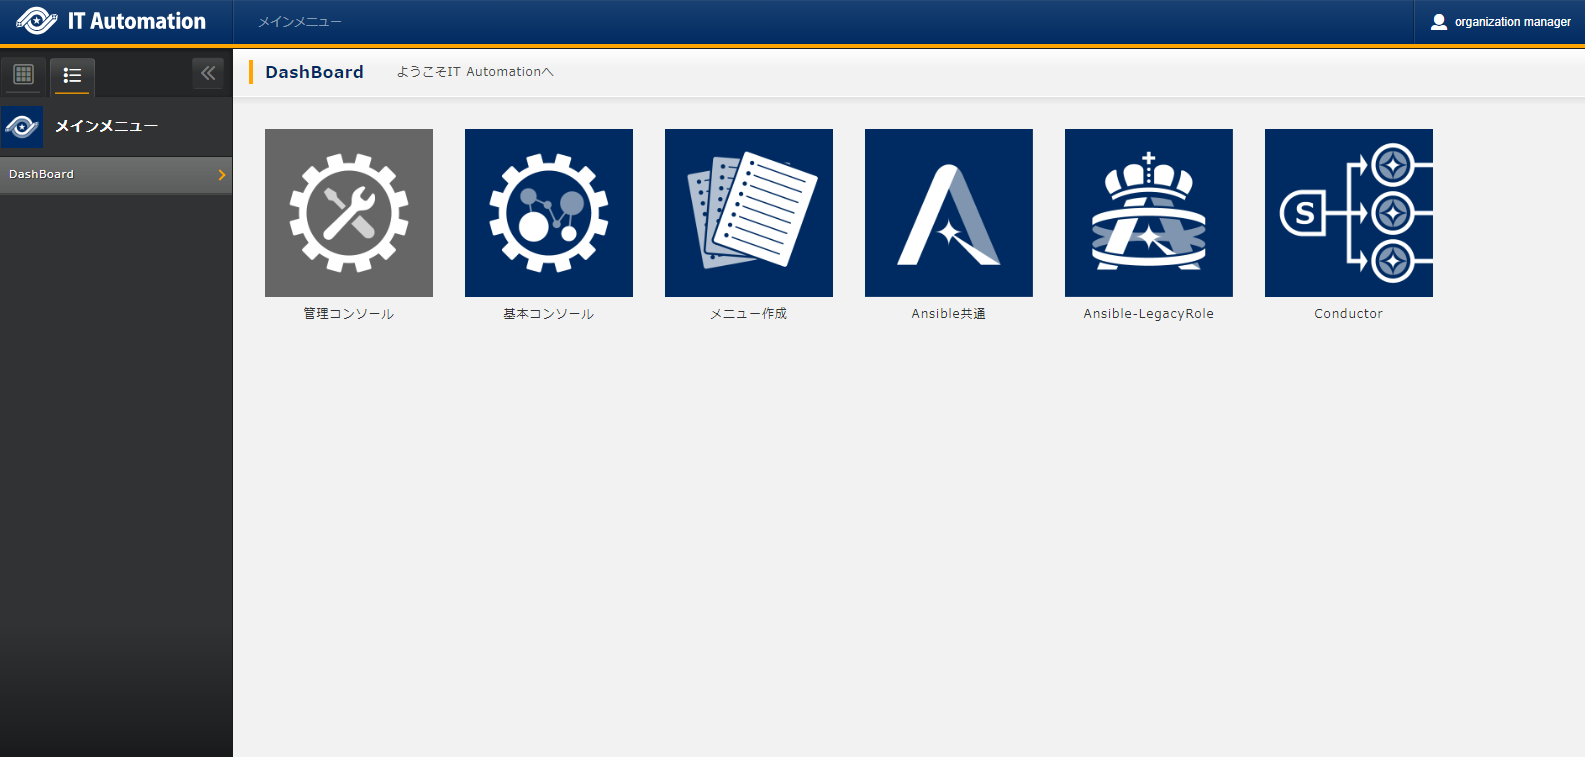 IT Automation
メインメニュー
organization manager
メインメニュー
DashBoard
DashBoard
ようこそIT Automationへ
管理コンソール
基本コンソール
メニュー作成
Ansible共通
Ansible-LegacyRole
S
Conductor